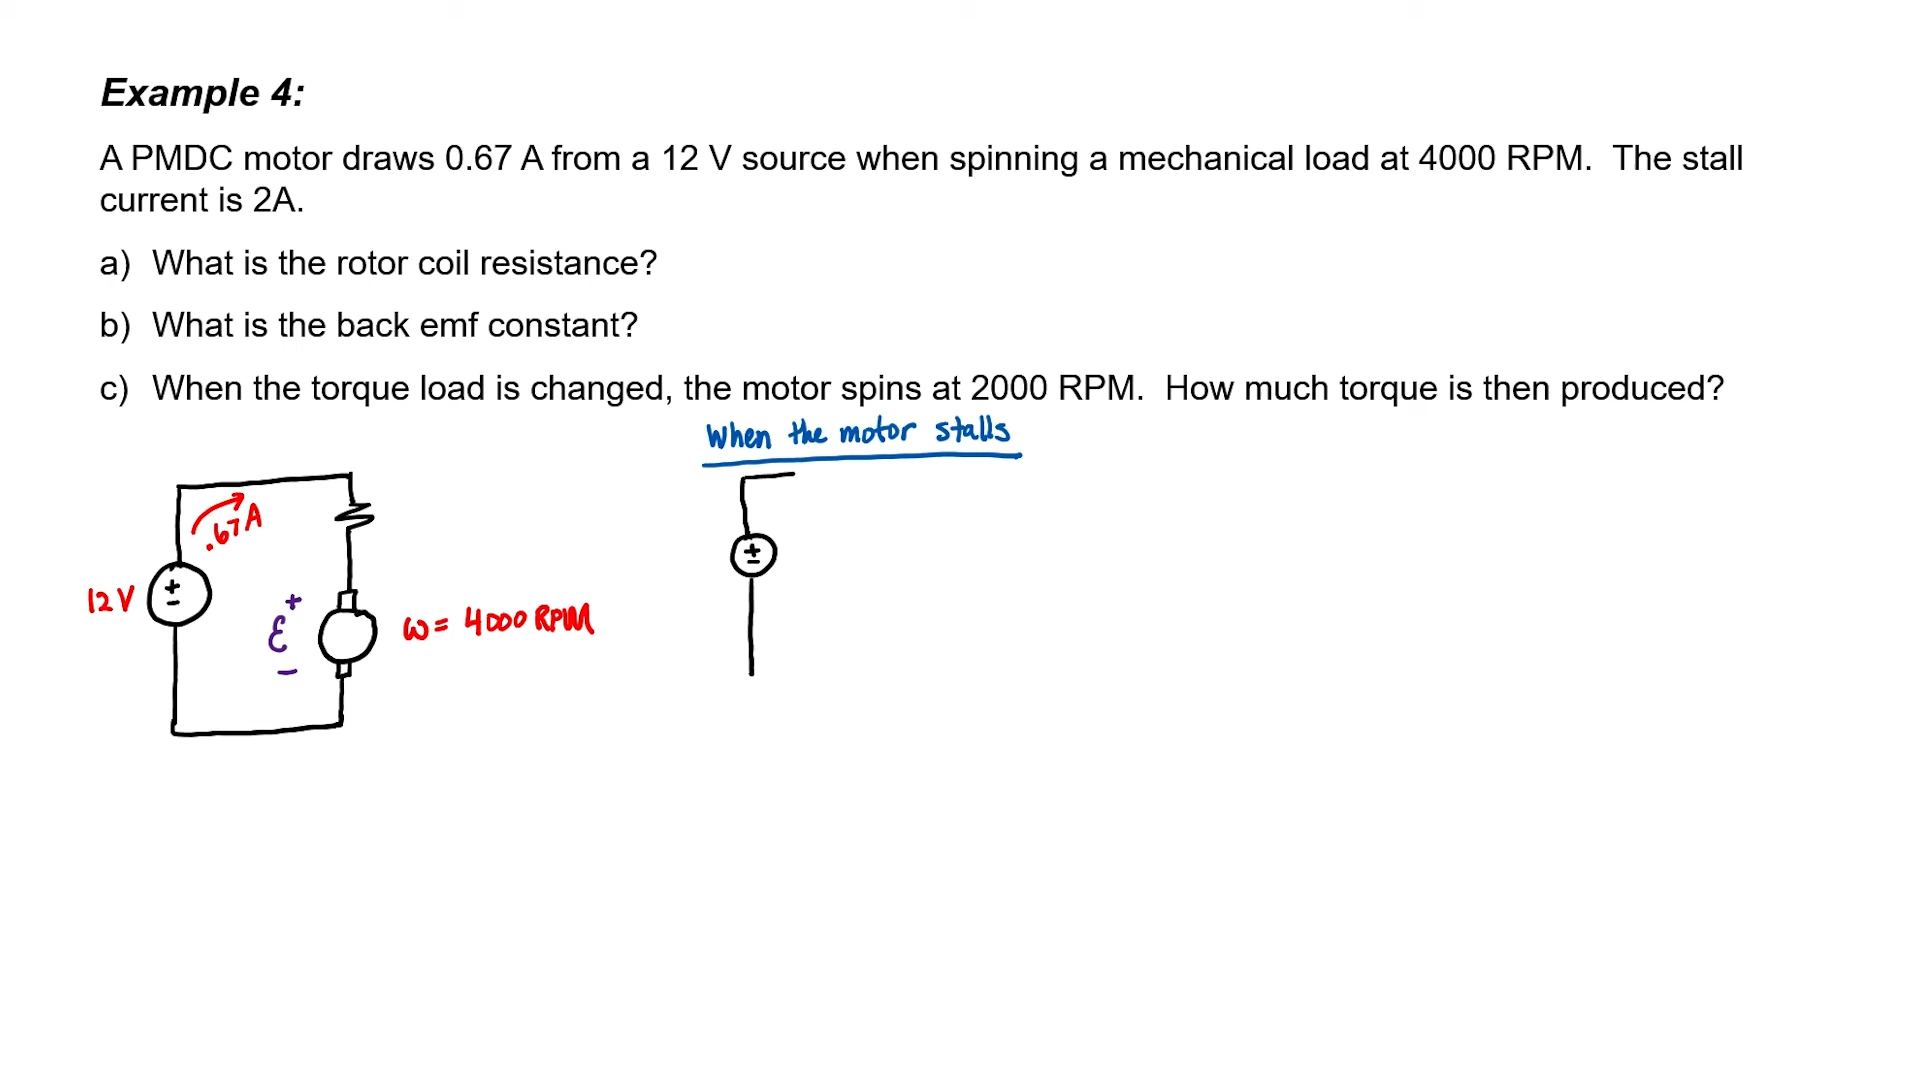 Example 4:
A PMDC motor draws 0.67 A from a 12 V source when spinning a mechanical load at 4000 RPM. The stall
current is 2A.
a) What is the rotor coil resistance?
b) What is the back emf constant?
c) When the torque load is changed, the motor spins at 2000 RPM. How much torque is then produced?
When the motor stalls
.67A
+
-
12V
+
-
ε
+
-
ω = 4000 RPM